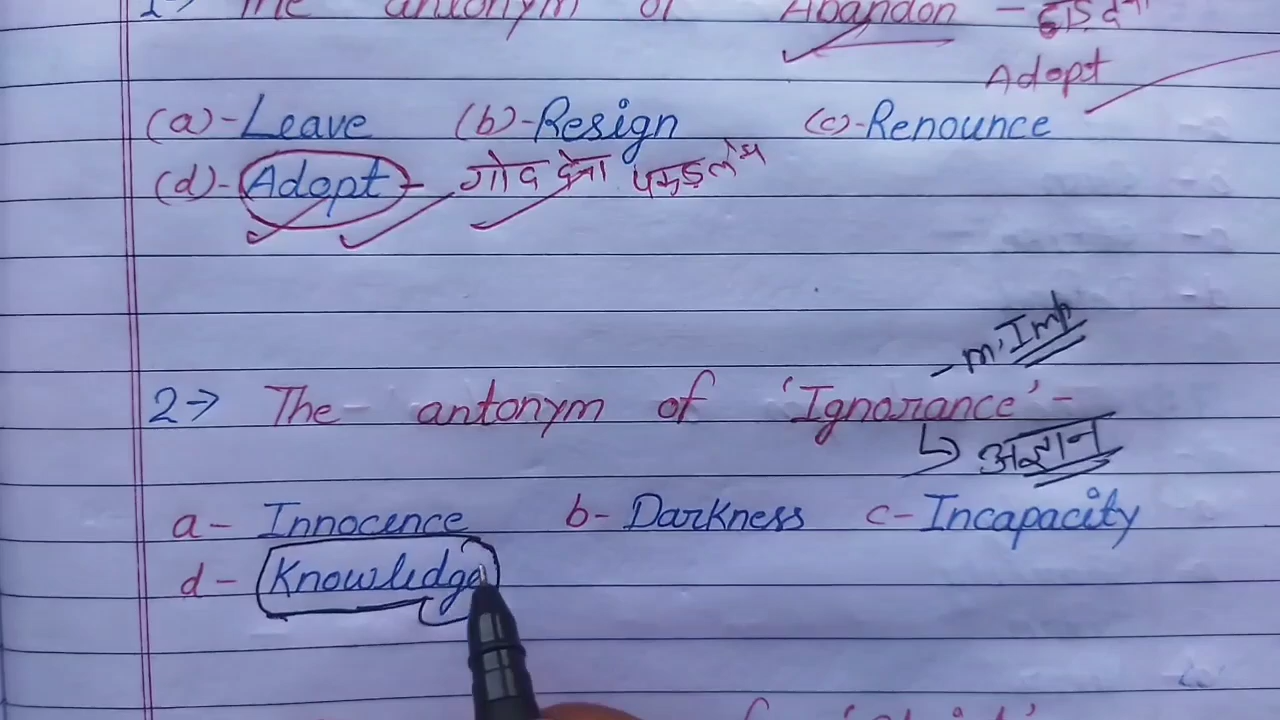 The antonym of Abandon -
Adopt
(a)-Leave (b)-Resign (c)-Renounce
(d)-Adopt - गोद देना पकड़ लेना
m. Imp
2→ The antonym of 'Ignorance'-
↳ अज्ञान
a- Innocence b- Darkness c- Incapacity
d- Knowledge